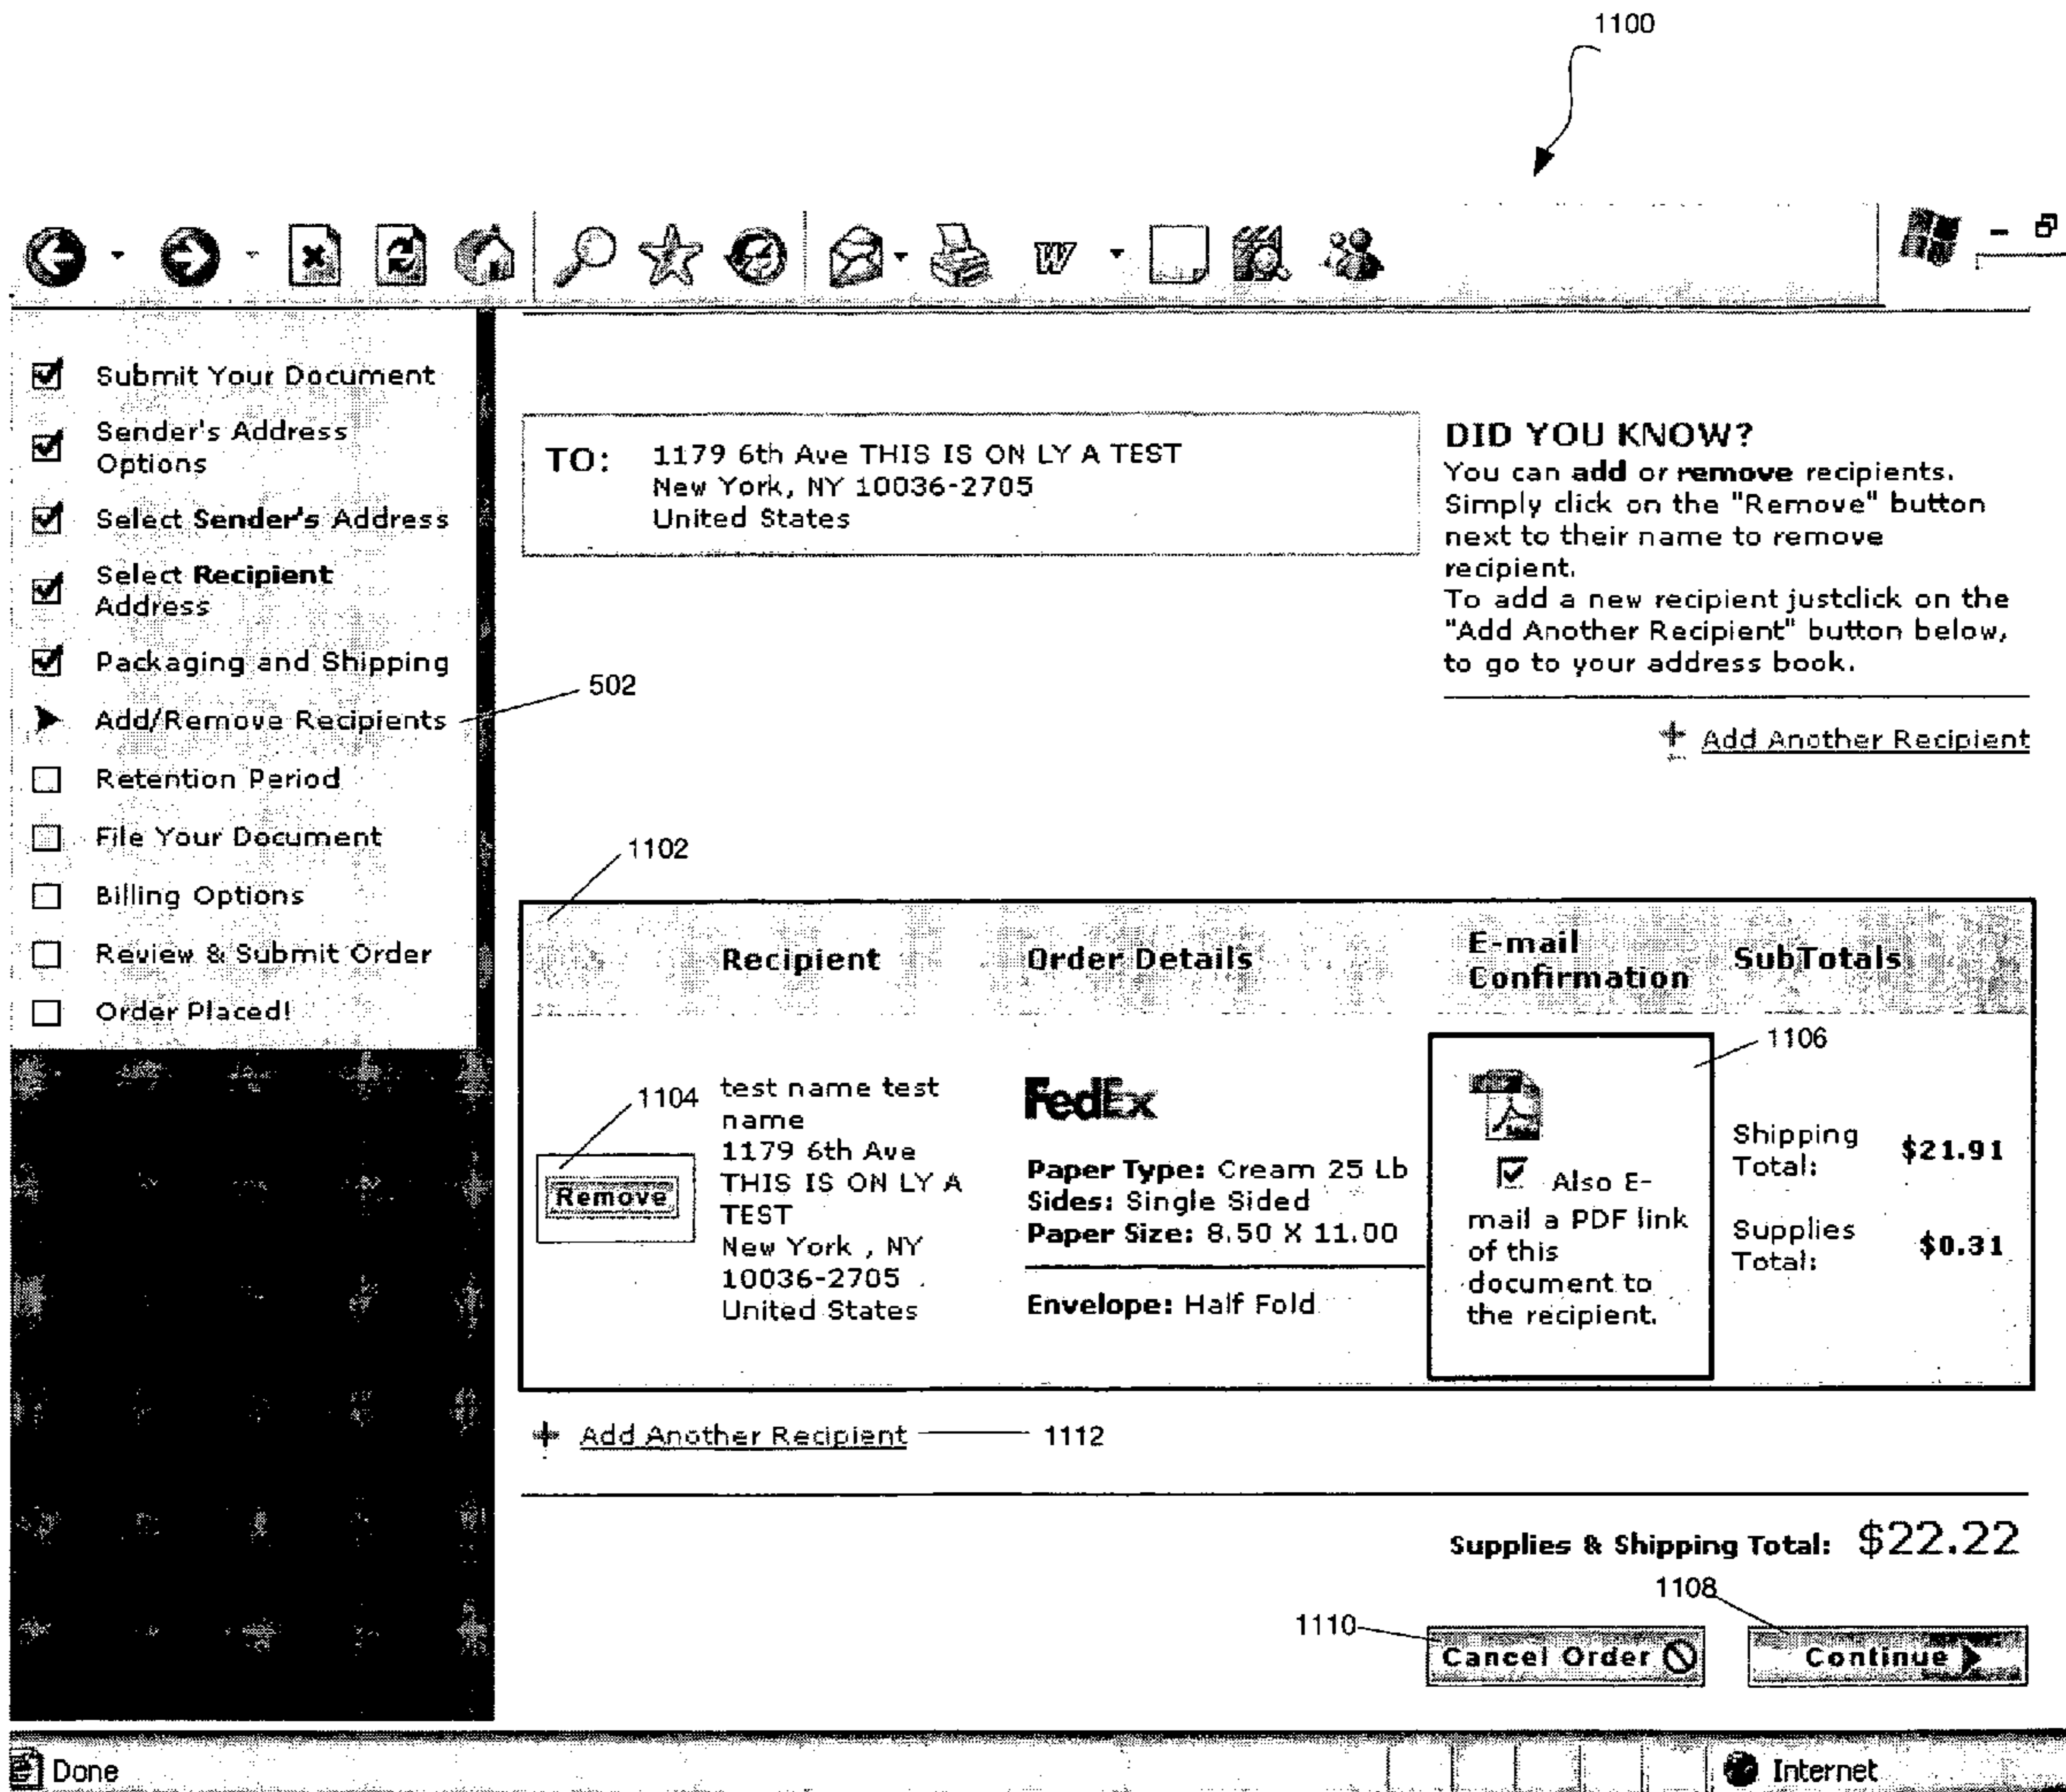 1100
Submit Your Document
Sender's Address
Options
Select Sender's Address
Select Recipient
Address
Packaging and Shipping
Add/Remove Recipients
502
Retention Period
File Your Document
Billing Options
Review & Submit Order
Order Placed!
TO:
1179 6th Ave THIS IS ON LY A TEST
New York, NY 10036-2705
United States
DID YOU KNOW?
You can add or remove recipients.
Simply click on the "Remove" button
next to their name to remove
recipient.
To add a new recipient justclick on the
"Add Another Recipient" button below,
to go to your address book.
+ Add Another Recipient
1102
Recipient
Order Details
E-mail
Confirmation
SubTotals
1104
Remove
test name test
name
1179 6th Ave
THIS IS ON LY A
TEST
New York , NY
10036-2705
United States
FedEx
Paper Type: Cream 25 Lb
Sides: Single Sided
Paper Size: 8.50 X 11.00
Envelope: Half Fold
1106
Also E-
mail a PDF link
of this
document to
the recipient.
Shipping
Total:
$21.91
Supplies
Total:
$0.31
+ Add Another Recipient
1112
Supplies & Shipping Total: $22.22
1108
1110
Cancel Order
Continue
Done
Internet